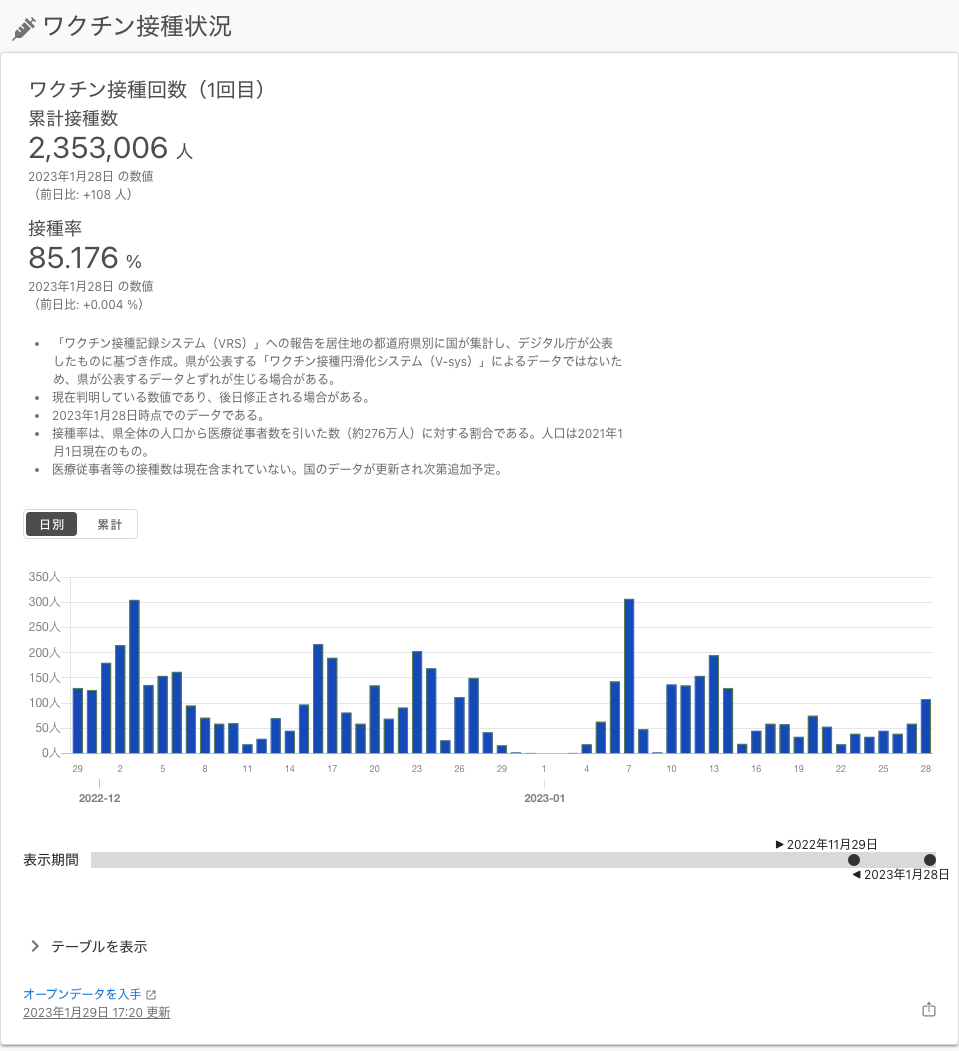 ワクチン接種状況
ワクチン接種回数（1回目）
累計接種数
2,353,006 人
2023年1月28日 の数値
（前日比: +108 人）
接種率
85.176 %
2023年1月28日 の数値
（前日比: +0.004 %）
• 「ワクチン接種記録システム（VRS）」への報告を居住地の都道府県別に国が集計し、デジタル庁が公表
したものに基づき作成。県が公表する「ワクチン接種円滑化システム（V-sys）」によるデータではないた
め、県が公表するデータとずれが生じる場合がある。
• 現在判明している数値であり、後日修正される場合がある。
• 2023年1月28日時点でのデータである。
• 接種率は、県全体の人口から医療従事者数を引いた数（約276万人）に対する割合である。人口は2021年1
月1日現在のもの。
• 医療従事者等の接種数は現在含まれていない。国のデータが更新され次第追加予定。
日別 累計
350人
300人
250人
200人
150人
100人
50人
0人
29 2 5 8 11 14 17 20 23 26 29 1 4 7 10 13 16 19 22 25 28
2022-12 2023-01
▶ 2022年11月29日
表示期間
◀ 2023年1月28日
テーブルを表示
オープンデータを入手
2023年1月29日 17:20 更新